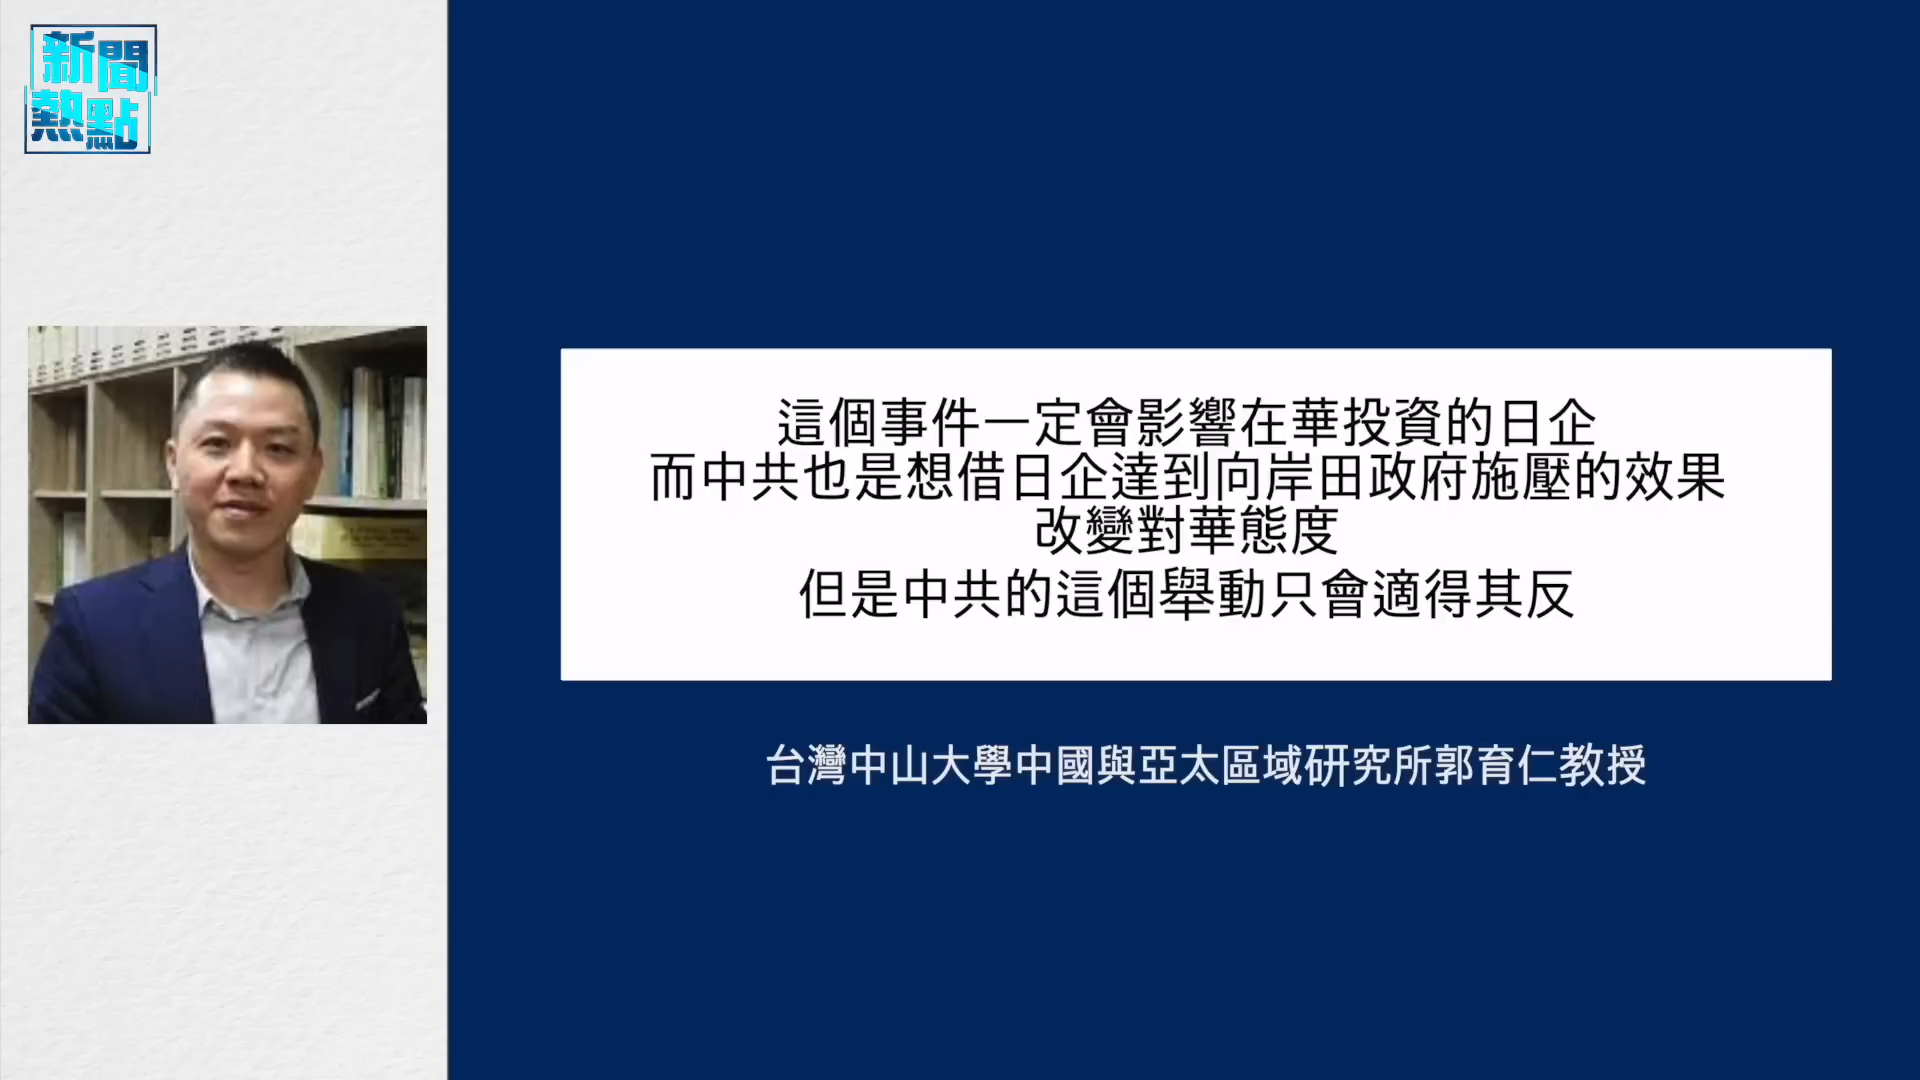 新聞
熱點
這個事件一定會影響在華投資的日企
而中共也是想借日企達到向岸田政府施壓的效果
改變對華態度
但是中共的這個舉動只會適得其反
台灣中山大學中國與亞太區域研究所郭育仁教授